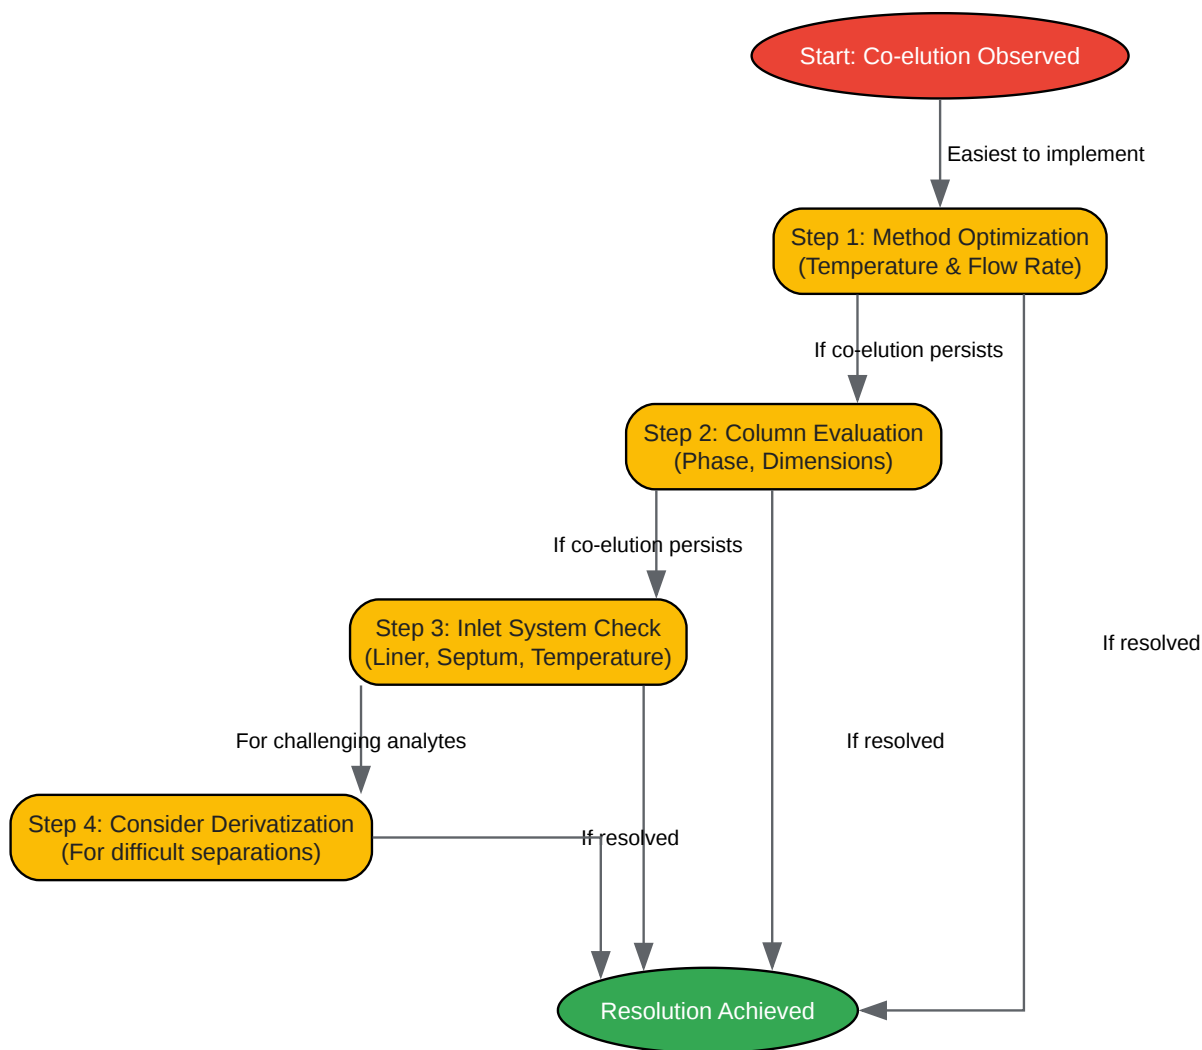 Start: Co-elution Observed
Easiest to implement
Step 1: Method Optimization
(Temperature & Flow Rate)
If co-elution persists
Step 2: Column Evaluation
(Phase, Dimensions)
If co-elution persists
Step 3: Inlet System Check
(Liner, Septum, Temperature)
If resolved
For challenging analytes
If resolved
Step 4: Consider Derivatization
(For difficult separations)
If resolved
Resolution Achieved